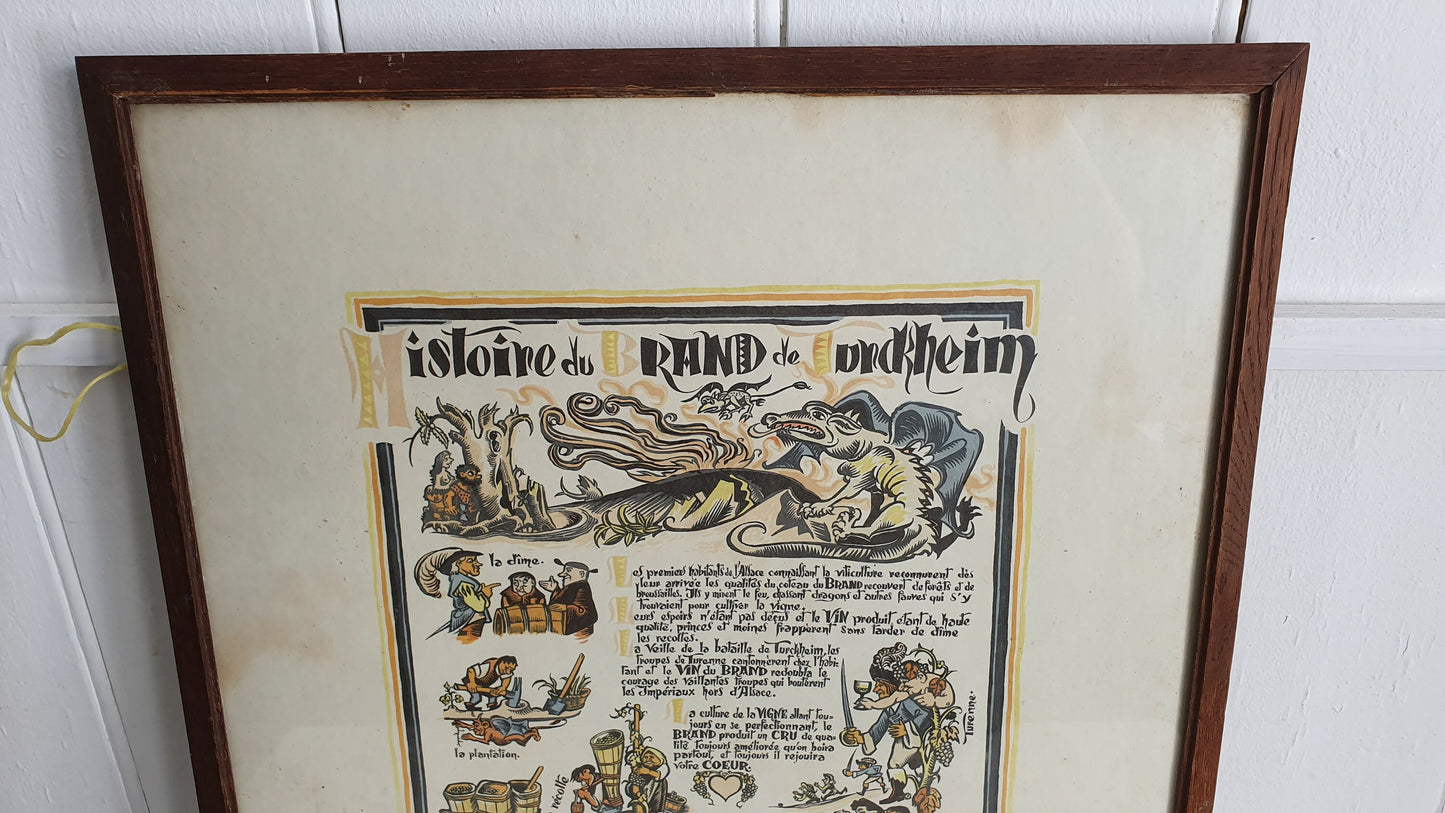 Histoire du BRAND de Turckheim
la dîme.
Les premiers habitants de l'Alsace connaissant la viticulture reconnurent dès
leur arrivée les qualités du coteau du BRAND recouvert de forêts et de
broussailles. Ils y mirent le feu, chassant dragons et autres fauves qui s'y
trouvaient pour cultiver la vigne.
Leurs espoirs n'étant pas déçus et le VIN produit, étant de haute
qualité, princes et moines frappèrent sans tarder de dîme
les récoltes.
La Veille de la bataille de Turckheim, les
troupes de Turenne cantonnèrent chez l'habi-
tant et le VIN du BRAND redoubla le
courage des vaillantes troupes qui boutèrent
les Impériaux hors d'Alsace.
Turenne.
La culture de la VIGNE allant tou-
jours en se perfectionnant, le
BRAND produit un CRU de qua-
lité toujours améliorée qu'on boira
partout, et toujours il rejouira
votre COEUR.
la plantation.
récolte